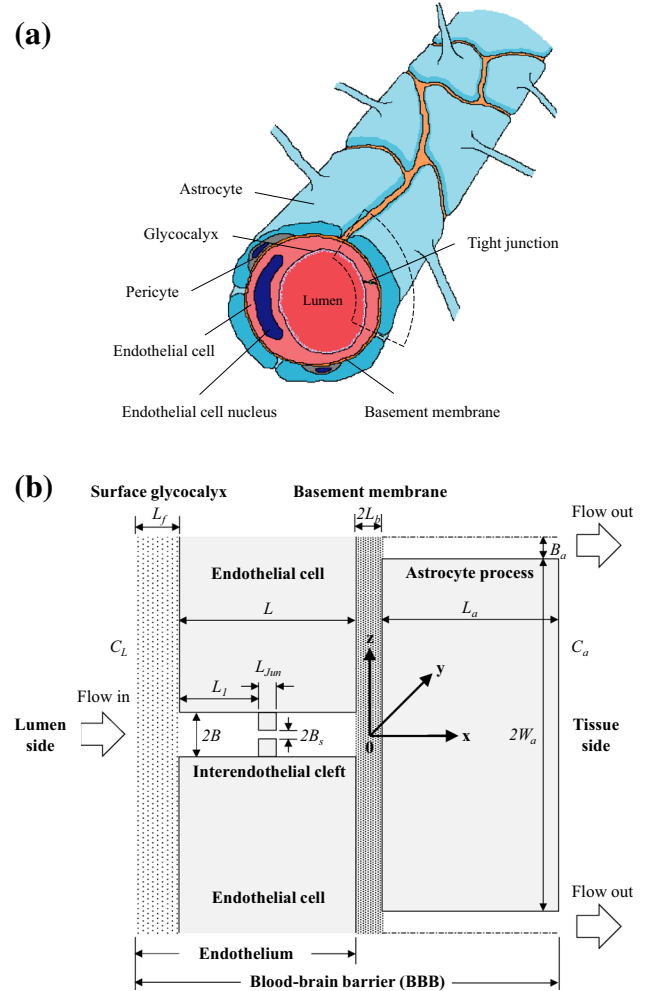 (a)
Astrocyte
Glycocalyx
Tight junction
Pericyte
Lumen
Endothelial cell
Endothelial cell nucleus
Basement membrane
(b)
Surface glycocalyx
Basement membrane
Flow out
L_f
2L_b
B_a
Endothelial cell
Astrocyte process
L
L_a
C_L
z
C_a
L_Jun
y
Flow in
L_1
Lumen side
2B
2B_s
0
x
2W_a
Tissue side
Interendothelial cleft
Endothelial cell
Flow out
Endothelium
Blood-brain barrier (BBB)